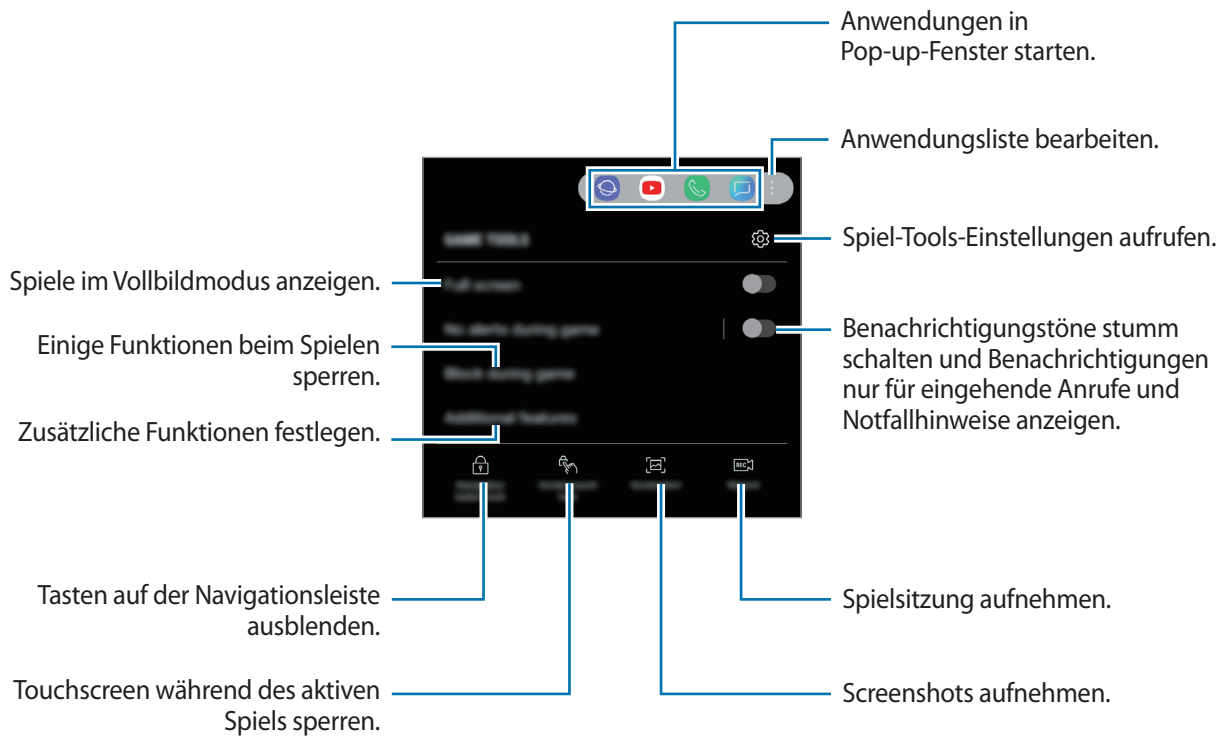 Anwendungen in
Pop-up-Fenster starten.
Anwendungsliste bearbeiten.
GAME TOOLS
Spiel-Tools-Einstellungen aufrufen.
Spiele im Vollbildmodus anzeigen.
Full screen
No alerts during game
Benachrichtigungstöne stumm
schalten und Benachrichtigungen
nur für eingehende Anrufe und
Notfallhinweise anzeigen.
Einige Funktionen beim Spielen
sperren.
Block during game
Zusätzliche Funktionen festlegen.
Additional features
REC
Tasten auf der Navigationsleiste
ausblenden.
Spielsitzung aufnehmen.
Touchscreen während des aktiven
Spiels sperren.
Screenshots aufnehmen.